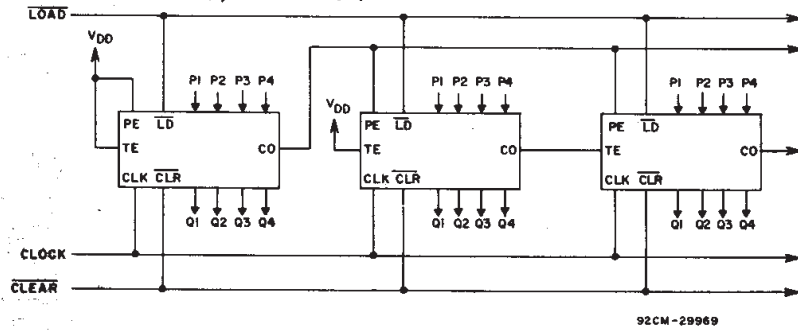 LOAD
VDD
P1 P2 P3 P4
P1 P2 P3 P4
P1 P2 P3 P4
VDD
PE LD
PE LD
PE LD
TE CO
TE CO
TE CO
CLK CLR
CLK CLR
CLK CLR
Q1 Q2 Q3 Q4
Q1 Q2 Q3 Q4
Q1 Q2 Q3 Q4
CLOCK
CLEAR
92CM-29969